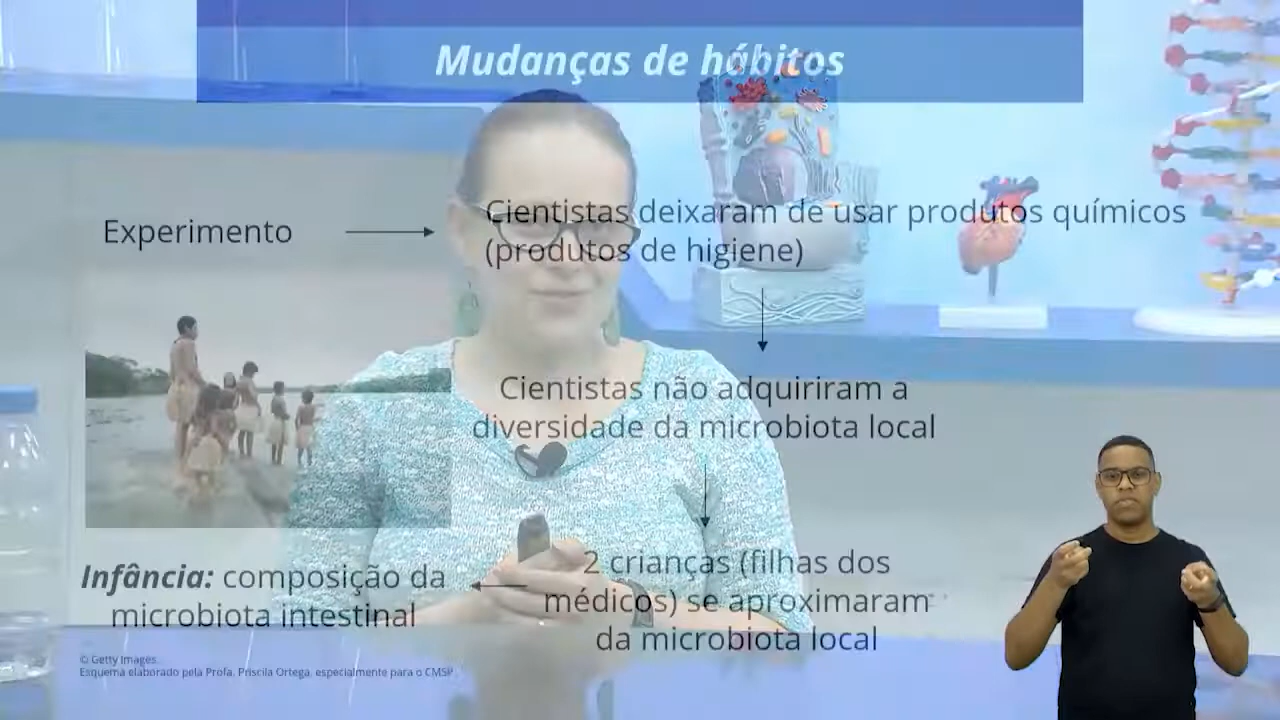 Mudanças de hábitos
Experimento
Cientistas deixaram de usar produtos químicos
(produtos de higiene)
Cientistas não adquiriram a
diversidade da microbiota local
2 crianças (filhas dos
médicos) se aproximaram
da microbiota local
Infância: composição da
microbiota intestinal
© Getty Images.
Esquema elaborado pela Profa. Priscila Ortega, especialmente para o CMSP.